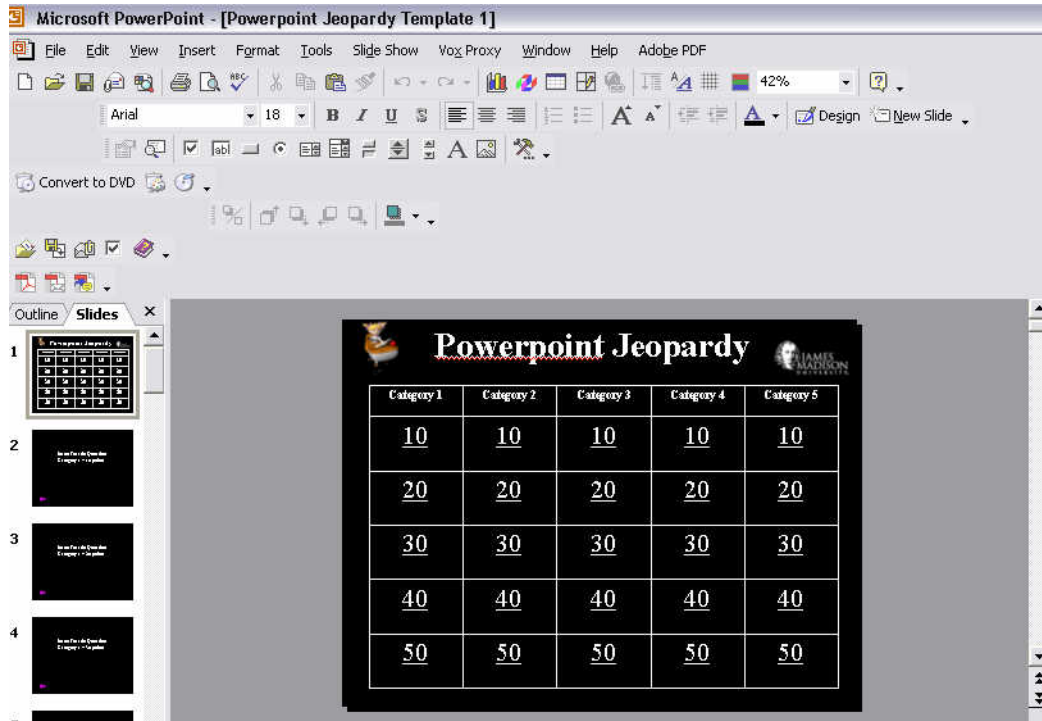 Microsoft PowerPoint - [Powerpoint Jeopardy Template 1]
File Edit View Insert Format Tools Slide Show Vox Proxy Window Help Adobe PDF
42%
Arial 18 B I U S A A A Design New Slide
ab| A
Convert to DVD
Outline Slides
Powerpoint Jeopardy JAMES MADISON UNIVERSITY
Category 1 Category 2 Category 3 Category 4 Category 5
10 10 10 10 10
20 20 20 20 20
30 30 30 30 30
40 40 40 40 40
50 50 50 50 50
1
2
3
4